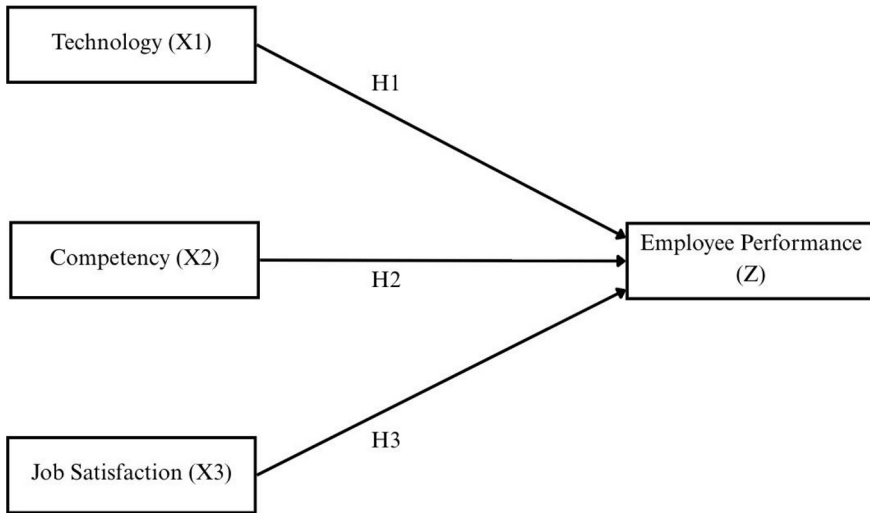 Technology (X1)
H1
Competency (X2)
H2
Employee Performance
(Z)
H3
Job Satisfaction (X3)